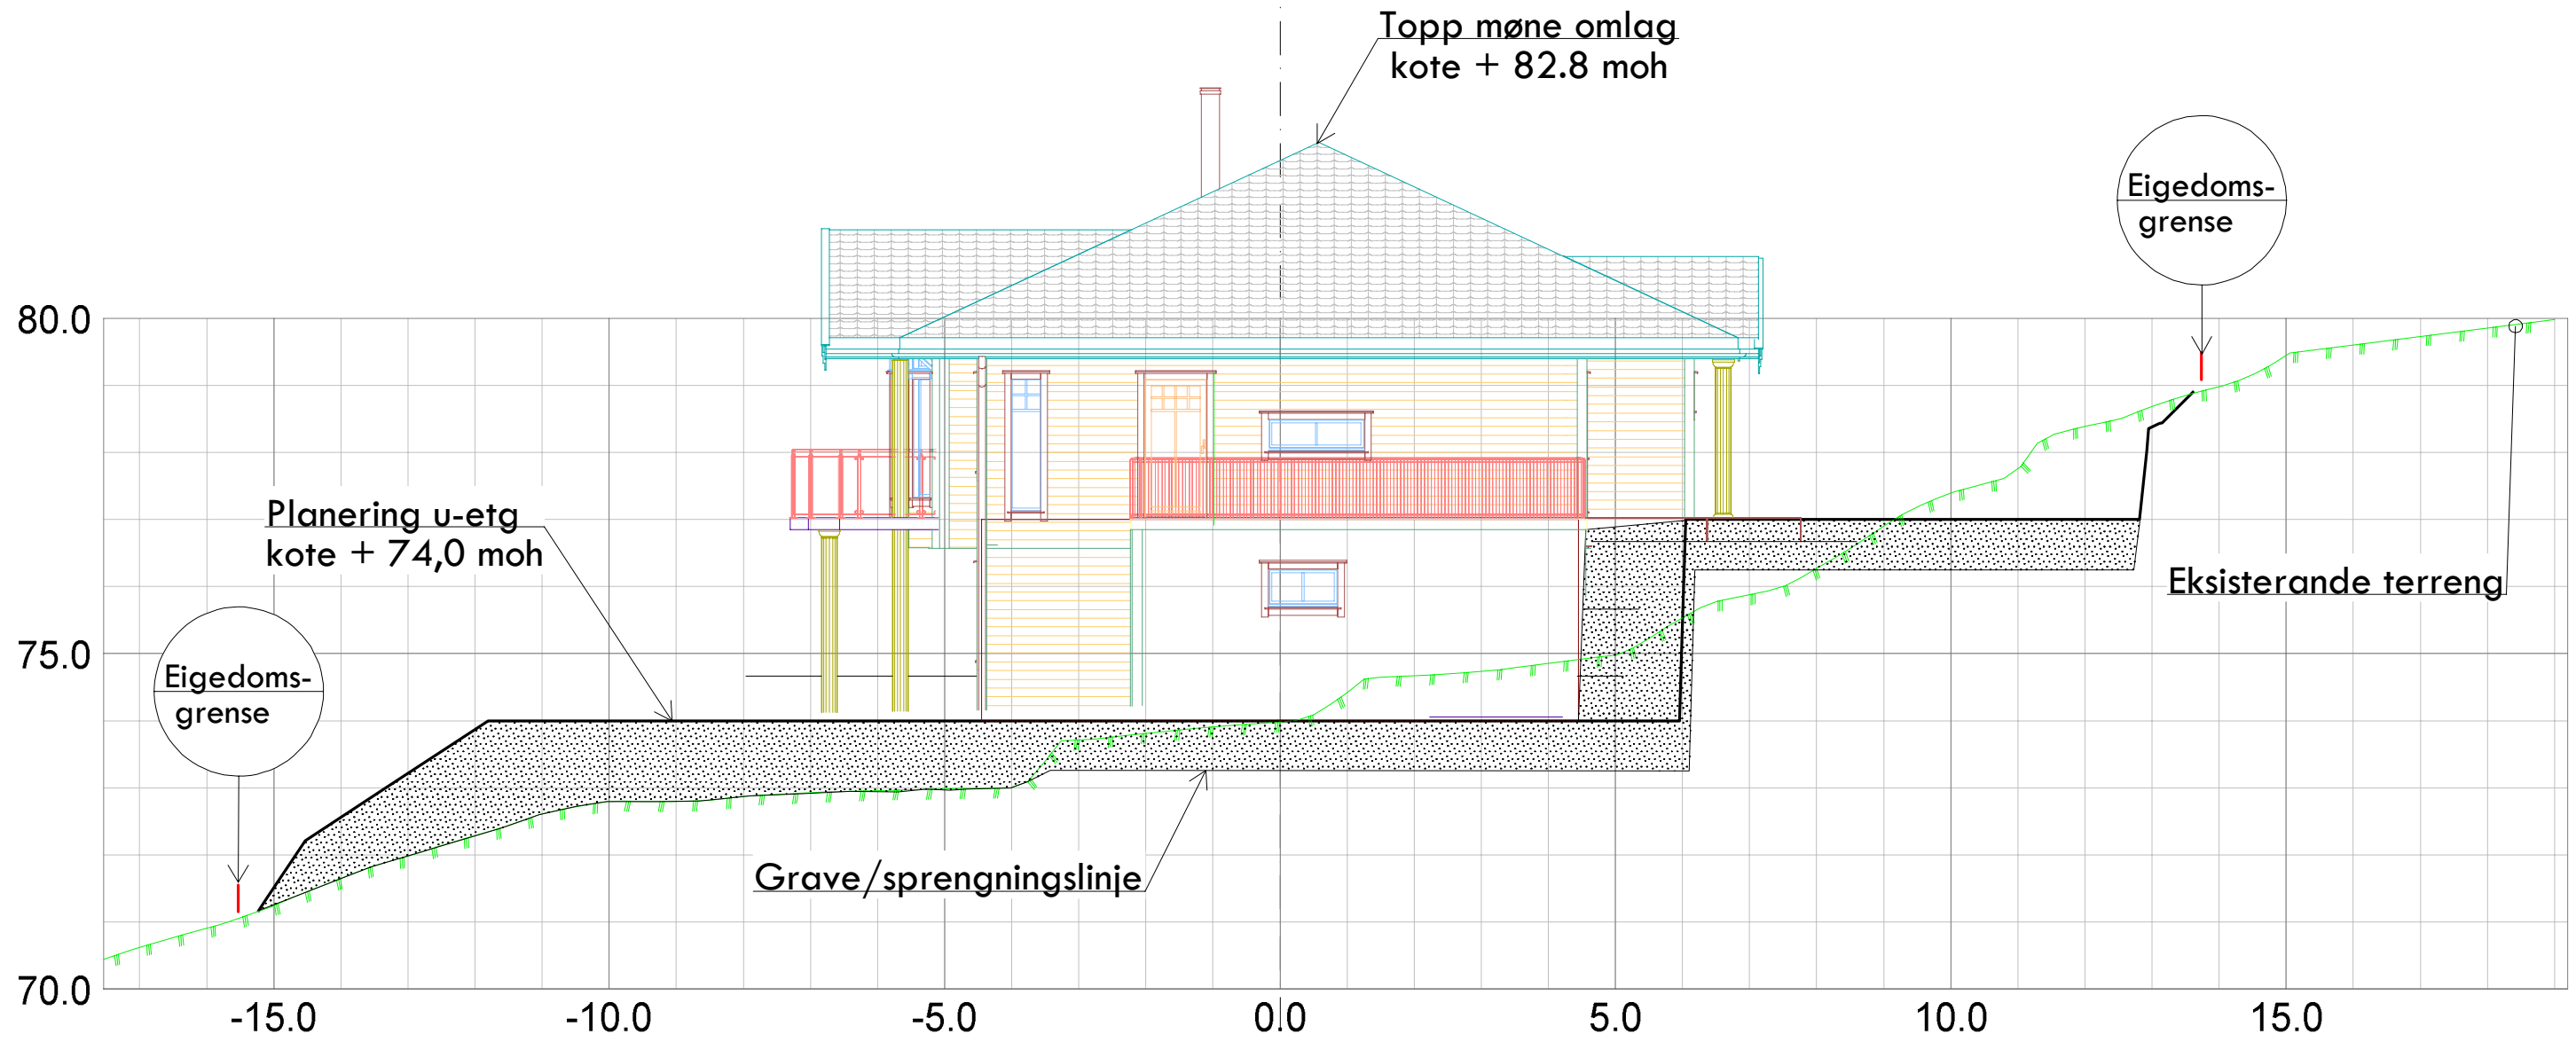 Topp møne omlag
kote + 82.8 moh
Eigedoms-
grense
80.0
Planering u-etg
kote + 74,0 moh
Eksisterande terreng
75.0
Eigedoms-
grense
Grave/sprengningslinje
70.0
-15.0
-10.0
-5.0
0.0
5.0
10.0
15.0